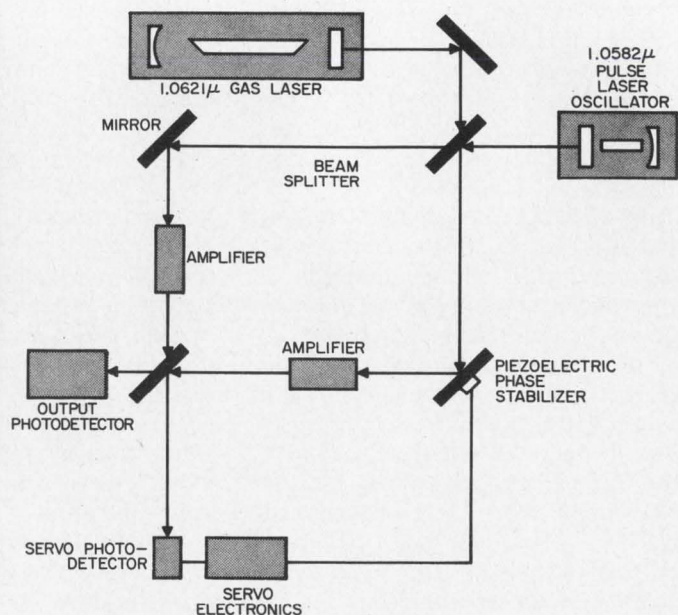 1.0621μ GAS LASER
1.0582μ
PULSE
LASER
OSCILLATOR
MIRROR
BEAM
SPLITTER
AMPLIFIER
AMPLIFIER
PIEZOELECTRIC
PHASE
STABILIZER
OUTPUT
PHOTODETECTOR
SERVO PHOTO-
DETECTOR
SERVO
ELECTRONICS